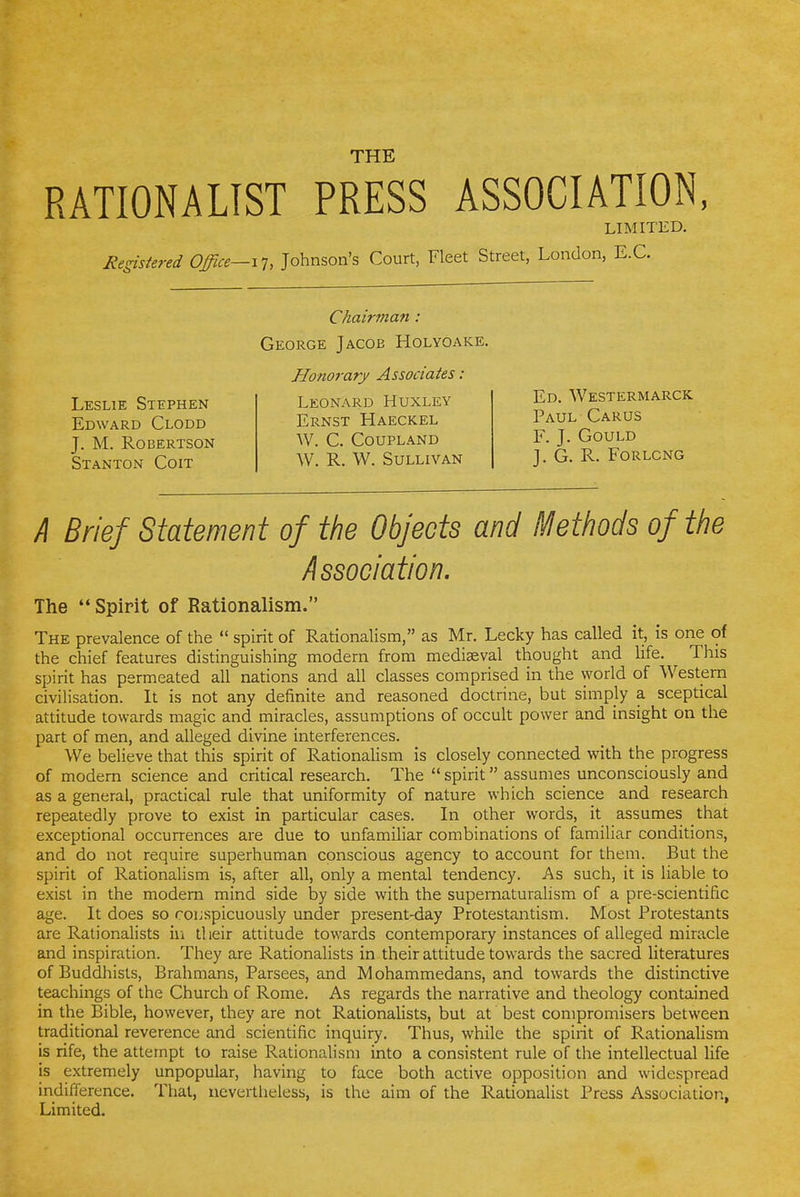 THE
RATIONALIST PRESS ASSOCIATION,
LIMITED.
Registered Office—17, Johnson's Court, Fleet Street, London, E.C.
Chairman :
George Jacob Holyoake.
Honorary Associates :
Leslie Stephen
Edward Clodd
J. M. Robertson
Stanton Coit
Leonard Huxley
Ernst Haeckel
W. C. Coupland
W. R. W. Sullivan
Ed. Westermarck
Paul Carus
F. J. Gould
J. G. R. Forlong
A Brief Statement of the Objects and Methods of the
Association.
The “Spirit of Rationalism.”
The prevalence of the “ spirit of Rationalism,” as Mr. Lecky has called it, is one of
the chief features distinguishing modern from mediæval thought and life. This
spirit has permeated all nations and all classes comprised in the world of Western
civilisation. It is not any definite and reasoned doctrine, but simply a sceptical
attitude towards magic and miracles, assumptions of occult power and insight on the
part of men, and alleged divine interferences.
We believe that this spirit of Rationalism is closely connected with the progress
of modern science and critical research. The “ spirit ” assumes unconsciously and
as a general, practical rule that uniformity of nature which science and research
repeatedly prove to exist in particular cases. In other words, it assumes that
exceptional occurrences are due to unfamiliar combinations of familiar conditions,
and do not require superhuman conscious agency to account for them. But the
spirit of Rationalism is, after all, only a mental tendency. As such, it is liable to
exist in the modern mind side by side with the supernaturalism of a pre-scientific
age. It does so conspicuously under present-day Protestantism. Most Protestants
are Rationalists in their attitude towards contemporary instances of alleged miracle
and inspiration. They are Rationalists in their attitude towards the sacred literatures
of Buddhists, Brahmans, Parsees, and Mohammedans, and towards the distinctive
teachings of the Church of Rome. As regards the narrative and theology contained
in the Bible, however, they are not Rationalists, but at best compromisers between
traditional reverence and scientific inquiry. Thus, while the spirit of Rationalism
is rife, the attempt to raise Rationalism into a consistent rule of the intellectual life
is extremely unpopular, having to face both active opposition and widespread
indifference. That, nevertheless, is the aim of the Rationalist Press Association,
Limited.